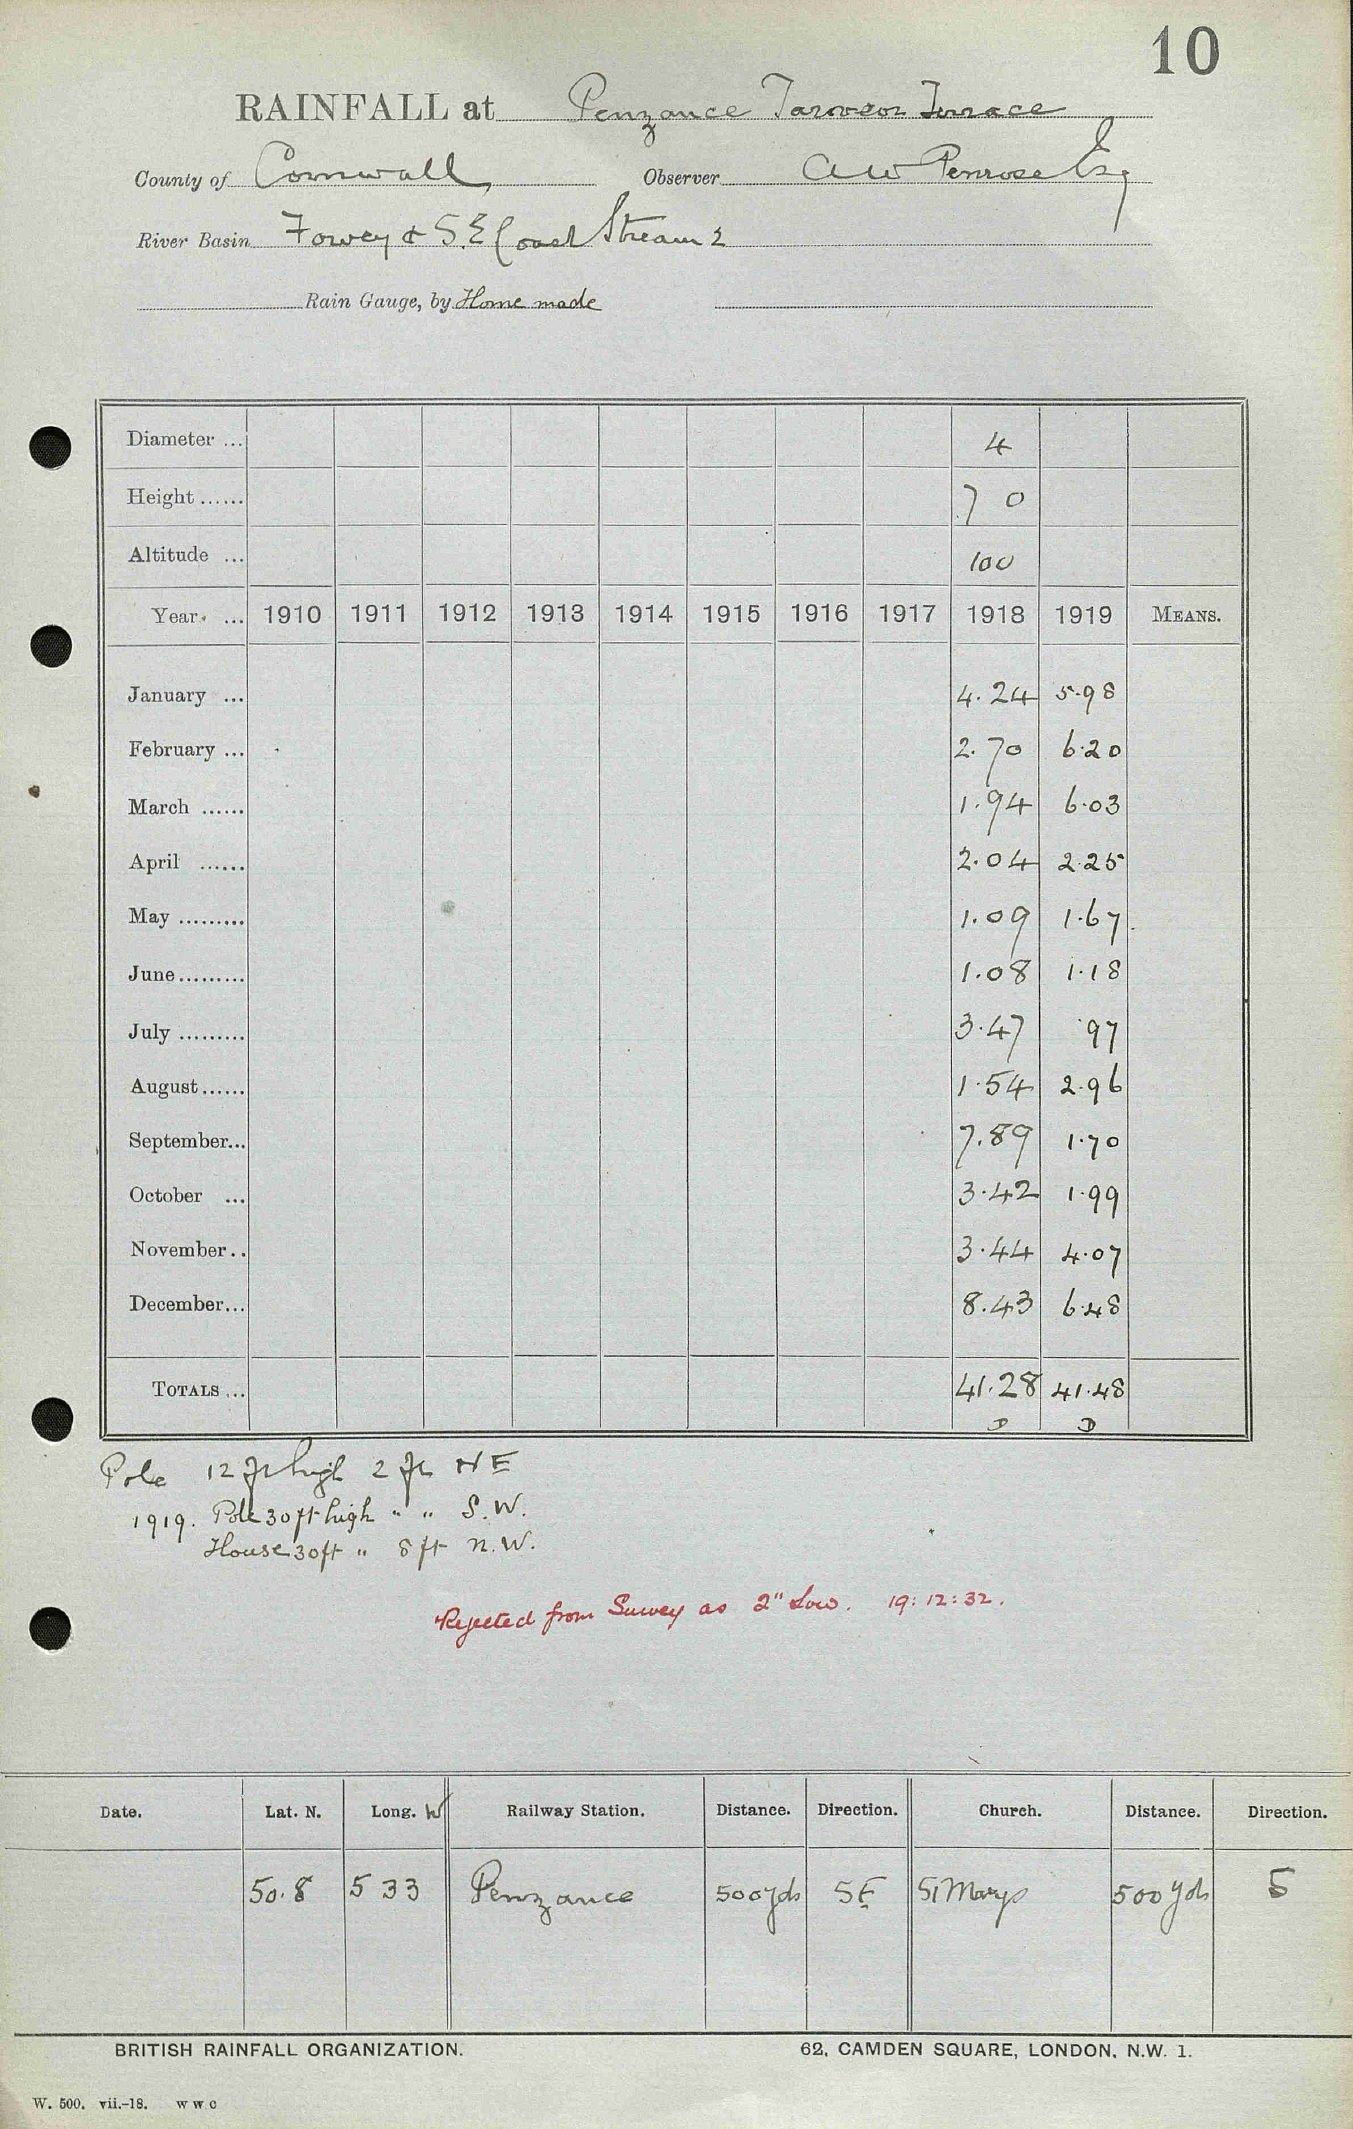 10
RAINFALL at Penzance Tarveor Terrace
County of Cornwall Observer A W Penrose Esq
River Basin Fowey & S.E Coast Streams
Rain Gauge, by Home made
Diameter ... 4
Height ...... 7 0
Altitude ... 100
Year ... 1910 1911 1912 1913 1914 1915 1916 1917 1918 1919 MEANS.
January ... 4.24 5.98
February ... 2.70 6.20
March ...... 1.94 6.03
April ...... 2.04 2.25
May ......... 1.09 1.67
June ......... 1.08 1.18
July ......... 3.47 .97
August ...... 1.54 2.96
September... 7.89 1.70
October ... 3.42 1.99
November.. 3.44 4.07
December... 8.43 6.48
TOTALS ... 41.28 41.48
D D
Pole 12 ft high 2 ft NE
1919. Pole 30 ft high " " S.W.
House 30ft " 8 ft N.W.
Rejected from Survey as 2" low. 19:12:32.
Date. Lat. N. Long. W Railway Station. Distance. Direction. Church. Distance. Direction.
50.8 5 33 Penzance 500 yds SE St Marys 500 yds S
BRITISH RAINFALL ORGANIZATION. 62, CAMDEN SQUARE, LONDON, N.W. 1.
W. 500. vii.-18. W W C